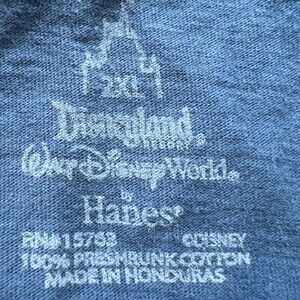 2XL
Disneyland®
RESORT
Walt Disney World®
by
Hanes®
RN#15763 ©DISNEY
100% PRESHRUNK COTTON
MADE IN HONDURAS